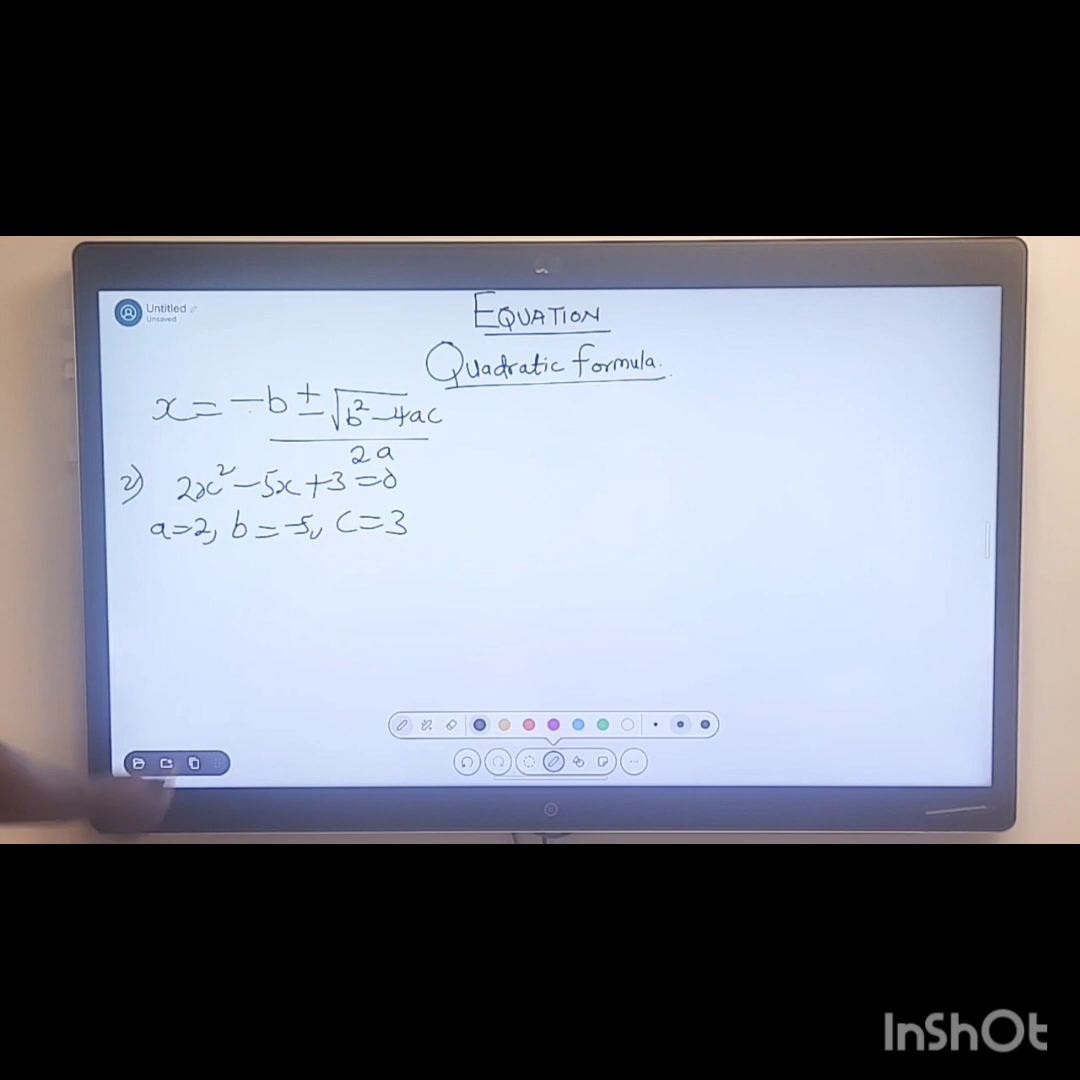 Untitled
Unsaved
EQUATION
Quadratic formula.
x = -b ± √b² - 4ac
2a
2) 2x² - 5x + 3 = 0
a = 2, b = -5, c = 3
InShOt